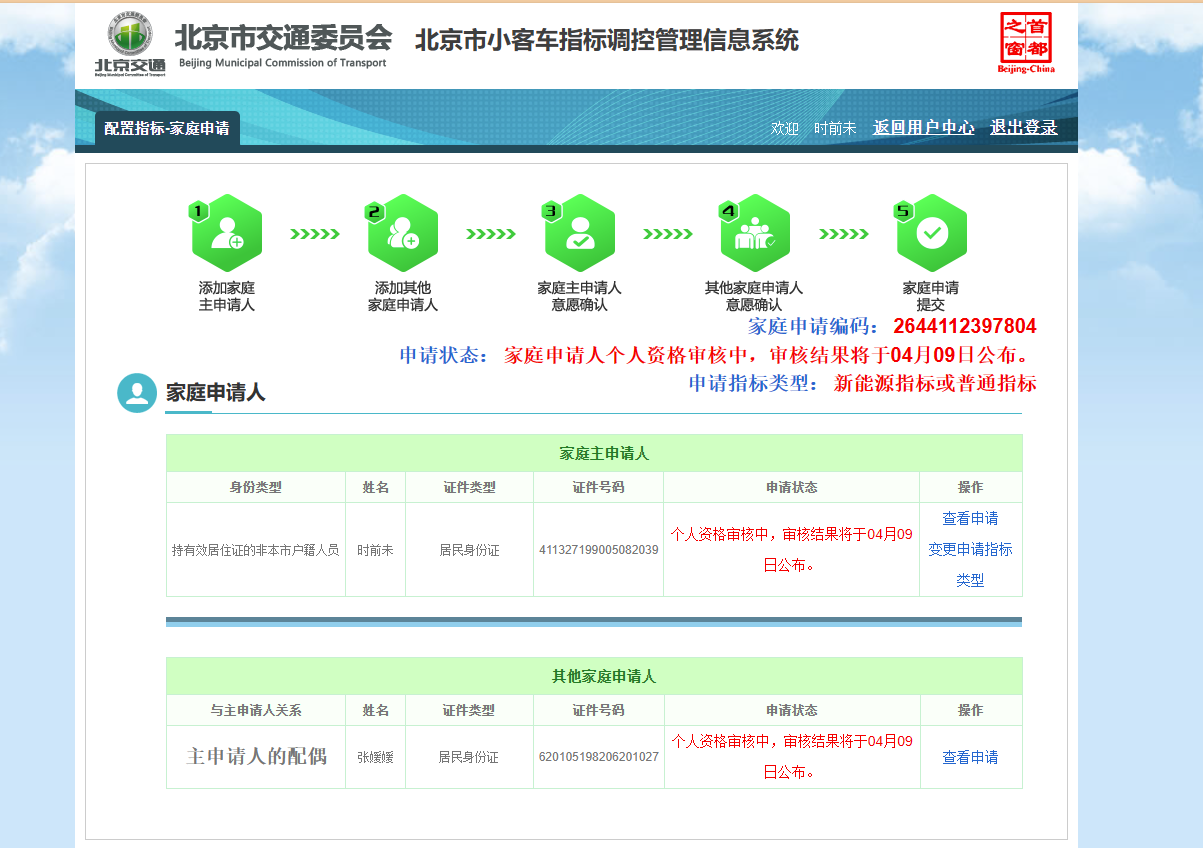 北京市交通委员会 北京市小客车指标调控管理信息系统
Beijing Municipal Commission of Transport
北京交通
Beijing Municipal Commission of Transport
首都之窗
Beijing-China
配置指标-家庭申请
欢迎 时前未 返回用户中心 退出登录
1 2 3 4 5
添加家庭主申请人
添加其他家庭申请人
家庭主申请人意愿确认
其他家庭申请人意愿确认
家庭申请提交
家庭申请编码： 2644112397804
申请状态： 家庭申请人个人资格审核中，审核结果将于04月09日公布。
申请指标类型： 新能源指标或普通指标
家庭申请人
家庭主申请人
身份类型 姓名 证件类型 证件号码 申请状态 操作
持有效居住证的非本市户籍人员 时前未 居民身份证 411327199005082039 个人资格审核中，审核结果将于04月09日公布。 查看申请 变更申请指标类型
其他家庭申请人
与主申请人关系 姓名 证件类型 证件号码 申请状态 操作
主申请人的配偶 张媛媛 居民身份证 620105198206201027 个人资格审核中，审核结果将于04月09日公布。 查看申请